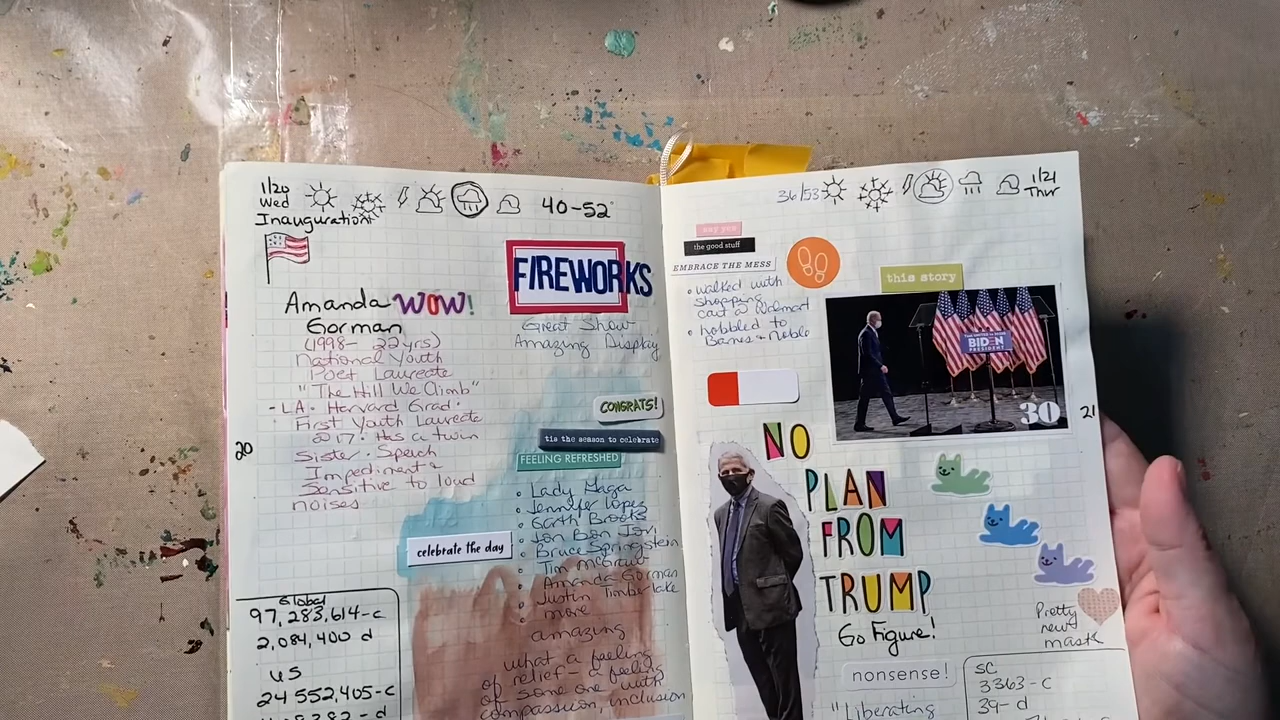 1/20
Wed
Inauguration
40-52°
FIREWORKS
Great Show
Amazing Display
Amanda WOW!
Gorman
(1998- 22yrs)
National Youth
Poet Laureate
"The Hill We Climb"
-LA. Harvard Grad.
First Youth Laureate
2017. Has a twin
Sister. Speech
Impediment &
Sensitive to loud
noises
20
CONGRATS!
tis the season to celebrate
FEELING REFRESHED
celebrate the day
• Lady Gaga
• Jennifer Lopez
• Garth Brooks
• Jon Bon Jovi
• Bruce Springstein
• Tim McGraw
• Amanda Gorman
• Justin Timberlake
• more
amazing
what a feeling
of relief - a feeling
of some one with
compassion, inclusion
Global
97,283,614-c
2,084,400 d
US
24 552,405-c
36/53
1/21
Thur
say yes
the good stuff
EMBRACE THE MESS
• walked with
shopping
cart @ Walmart
• hobbled to
Barnes & Noble
this story
BIDEN
PRESIDENT
30
21
NO
PLAN
FROM
TRUMP
Go Figure!
nonsense!
"Liberating
Pretty
new
mask
SC
3363-c
39-d